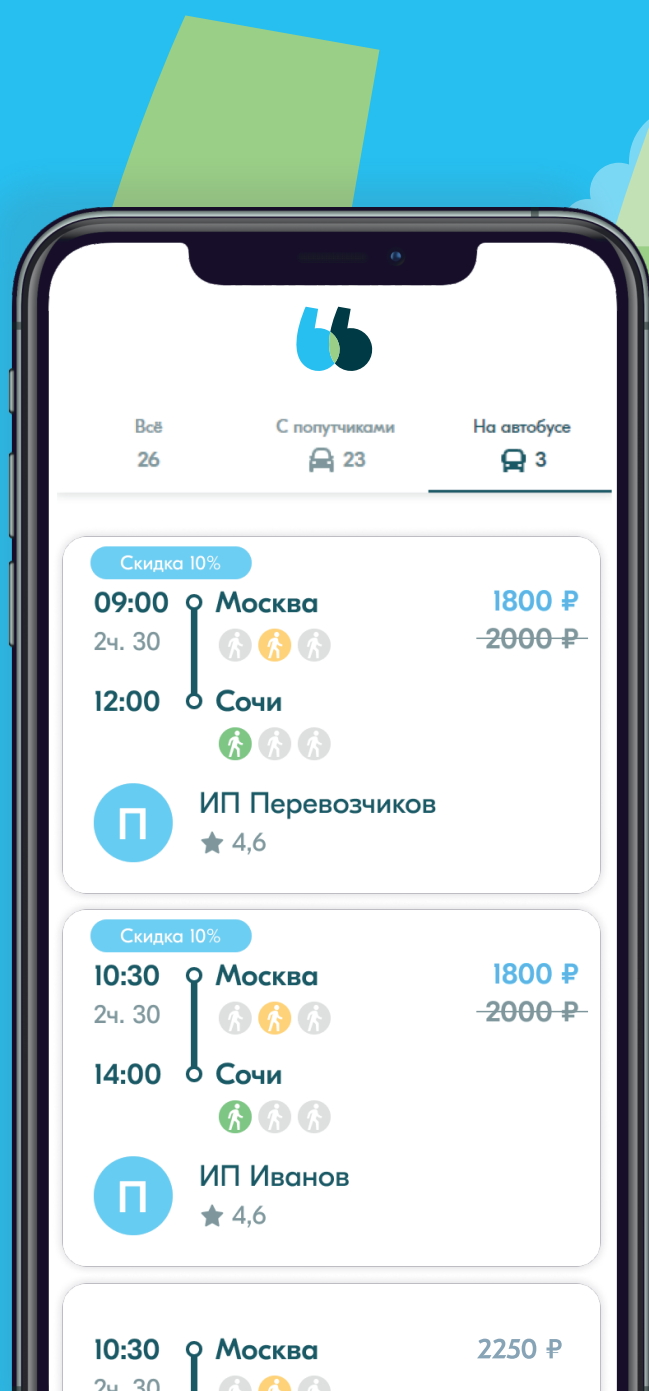 Всё
26
С попутчиками
23
На автобусе
3
Скидка 10%
09:00 Москва 1800 ₽
2ч. 30 2000 ₽
12:00 Сочи
П
ИП Перевозчиков
4,6
Скидка 10%
10:30 Москва 1800 ₽
2ч. 30 2000 ₽
14:00 Сочи
П
ИП Иванов
4,6
10:30 Москва 2250 ₽
2ч. 30